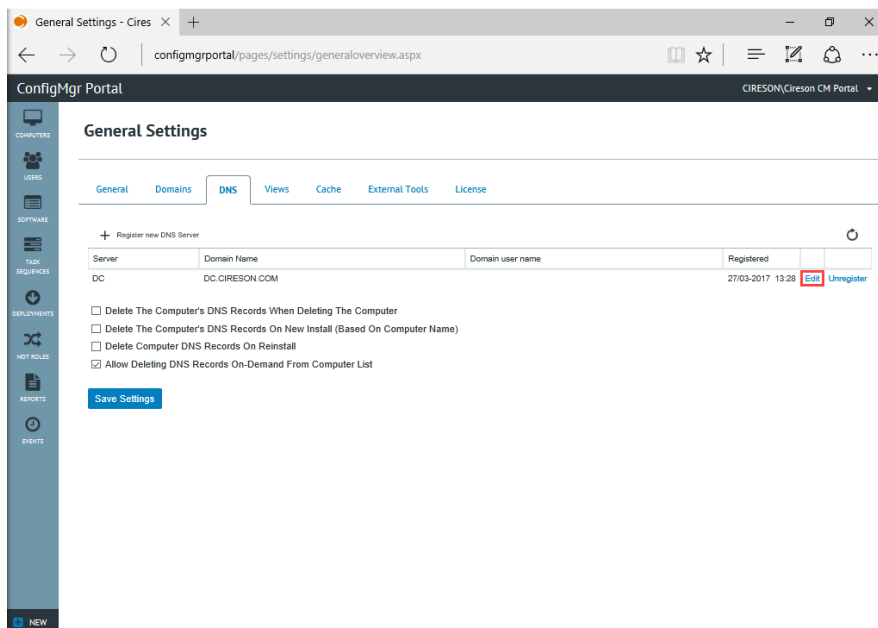 General Settings - Cires
configmgrportal/pages/settings/generaloverview.aspx
ConfigMgr Portal
CIRESON\Cireson CM Portal
COMPUTERS
USERS
SOFTWARE
TASK
SEQUENCES
DEPLOYMENTS
HOT ROLES
REPORTS
EVENTS
NEW
General Settings
General Domains DNS Views Cache External Tools License
Register new DNS Server
Server Domain Name Domain user name Registered
DC DC.CIRESON.COM 27/03-2017 13:28 Edit Unregister
Delete The Computer's DNS Records When Deleting The Computer
Delete The Computer's DNS Records On New Install (Based On Computer Name)
Delete Computer DNS Records On Reinstall
Allow Deleting DNS Records On-Demand From Computer List
Save Settings